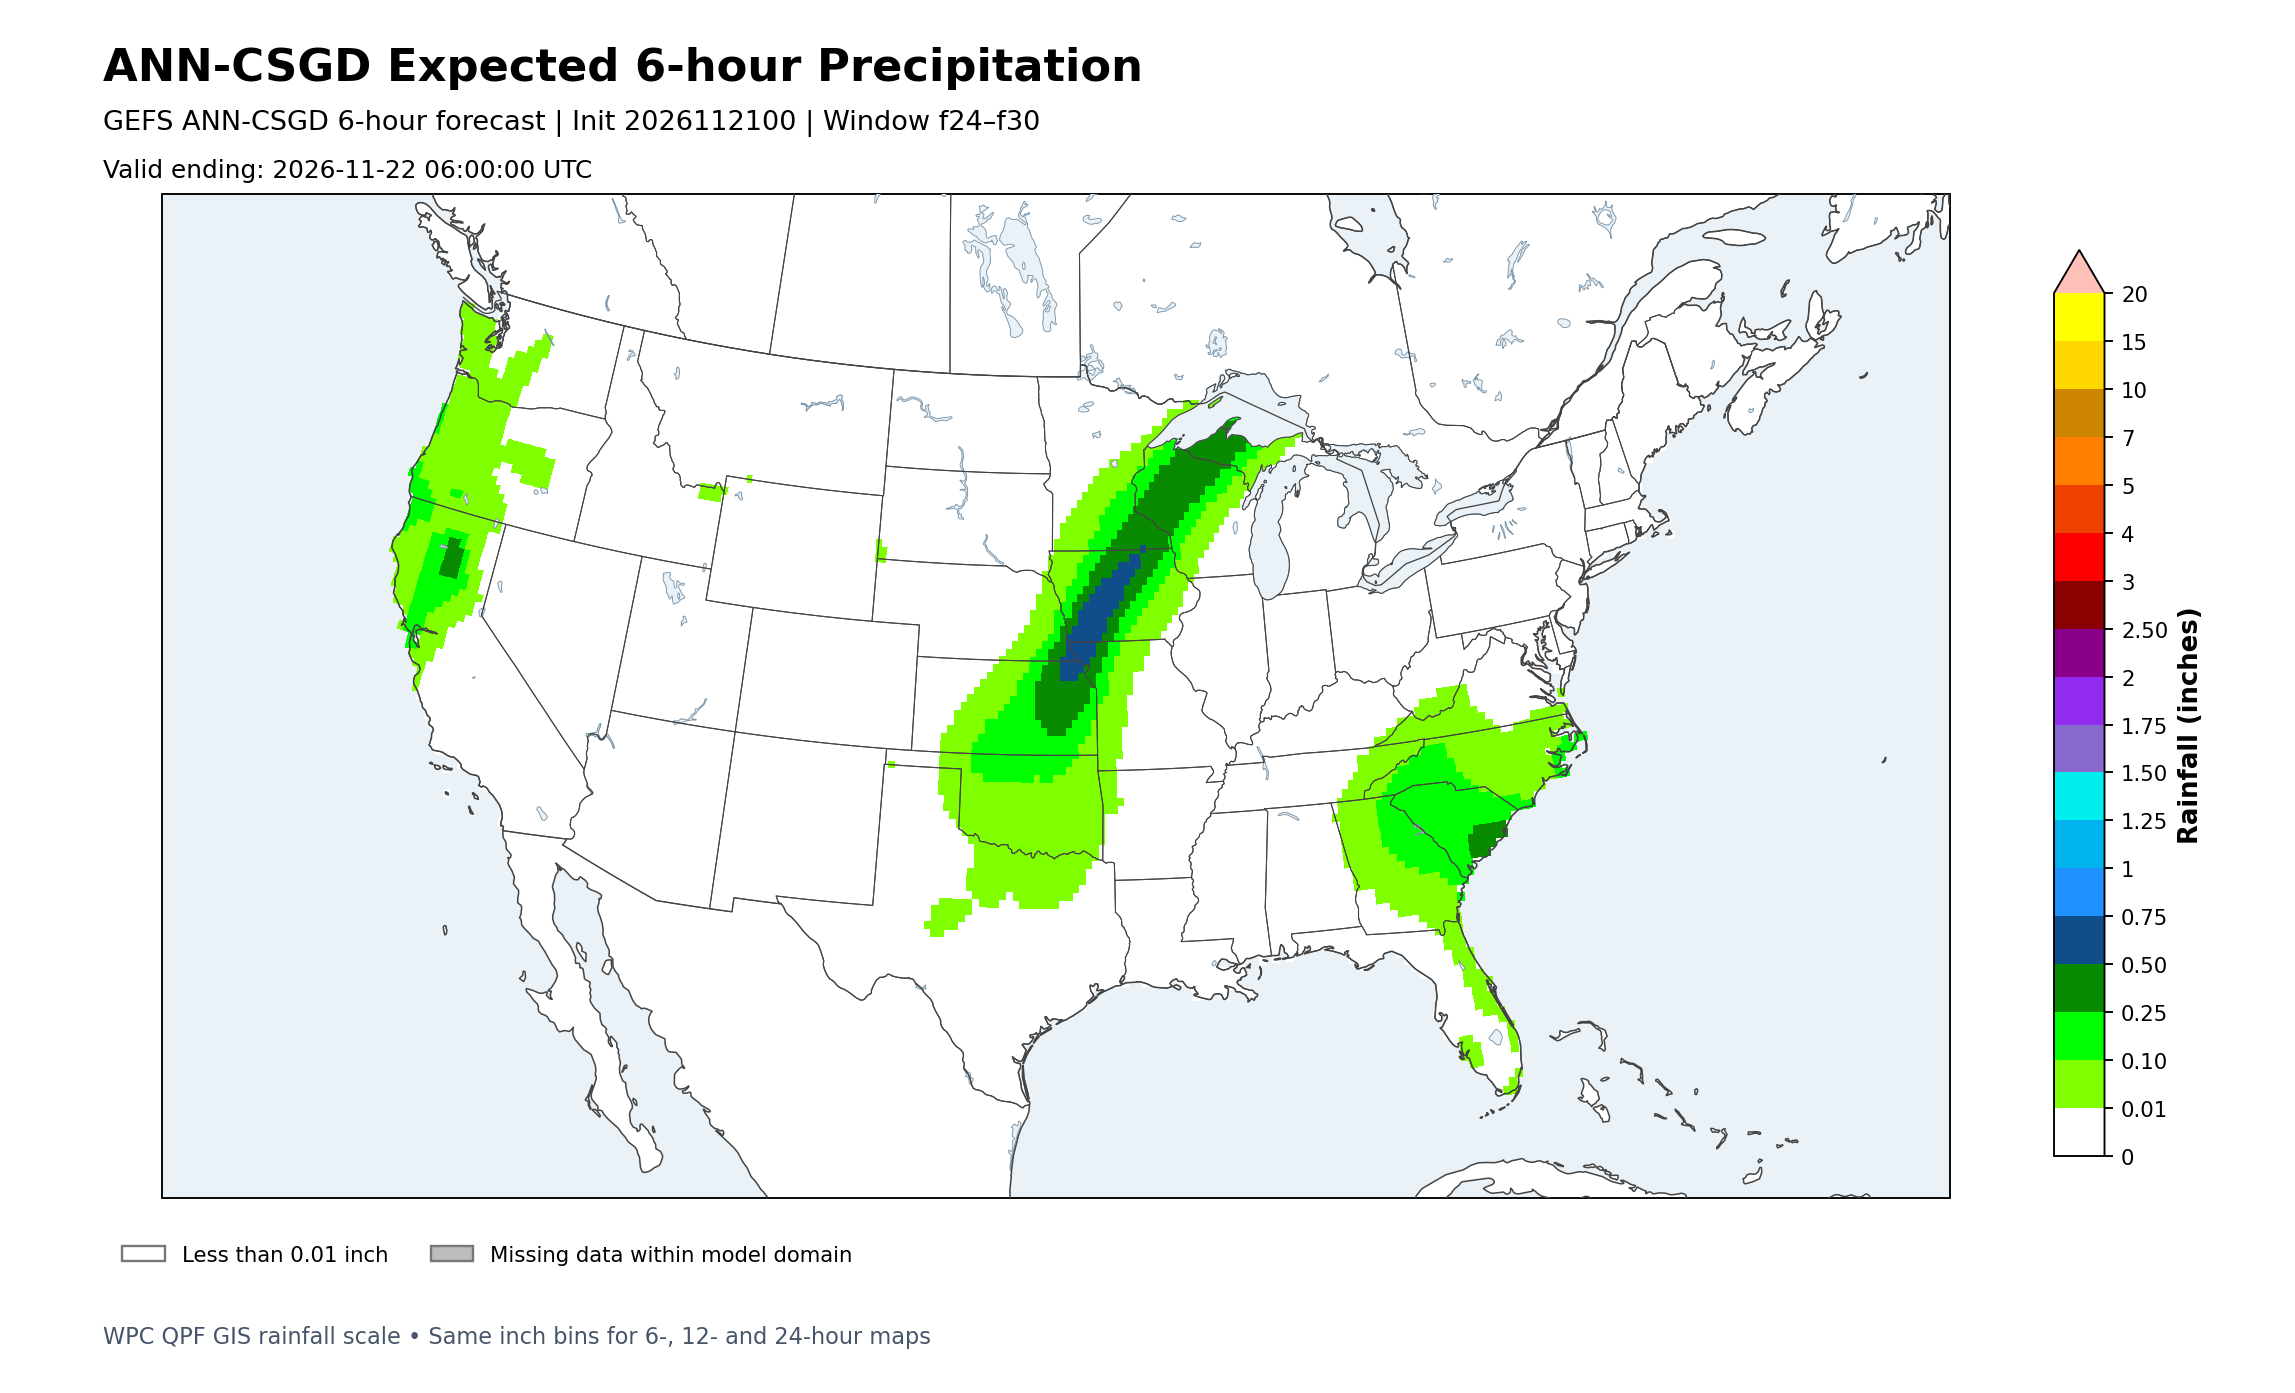 ANN-CSGD Expected 6-hour Precipitation
GEFS ANN-CSGD 6-hour forecast | Init 2026112100 | Window f24–f30
Valid ending: 2026-11-22 06:00:00 UTC
20
15
10
7
5
4
3
2.50
2
1.75
1.50
1.25
1
0.75
0.50
0.25
0.10
0.01
0
Rainfall (inches)
Less than 0.01 inch
Missing data within model domain
WPC QPF GIS rainfall scale • Same inch bins for 6-, 12- and 24-hour maps